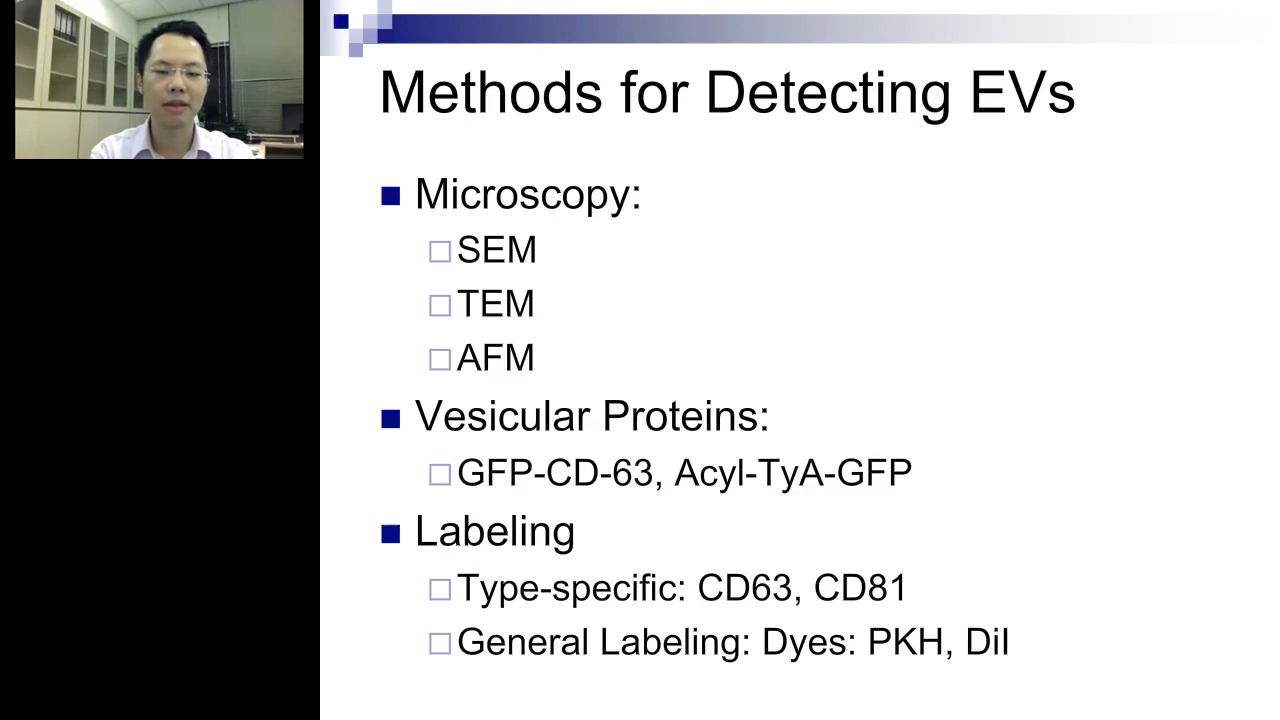 Methods for Detecting EVs
Microscopy:
SEM
TEM
AFM
Vesicular Proteins:
GFP-CD-63, Acyl-TyA-GFP
Labeling
Type-specific: CD63, CD81
General Labeling: Dyes: PKH, DiI